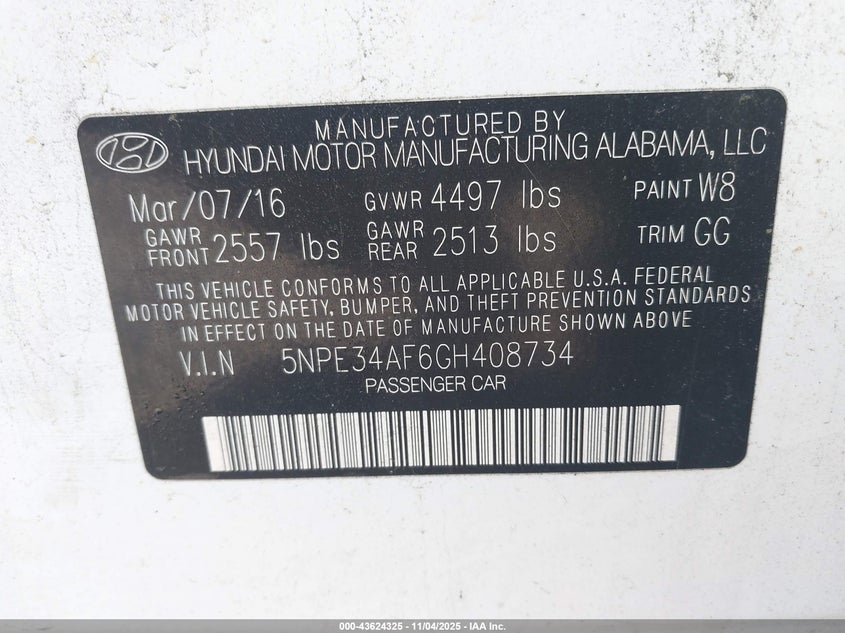 MANUFACTURED BY
HYUNDAI MOTOR MANUFACTURING ALABAMA, LLC
Mar/07/16 GVWR 4497 lbs PAINT W8
GAWR FRONT 2557 lbs GAWR REAR 2513 lbs TRIM GG
THIS VEHICLE CONFORMS TO ALL APPLICABLE U.S.A. FEDERAL
MOTOR VEHICLE SAFETY, BUMPER, AND THEFT PREVENTION STANDARDS
IN EFFECT ON THE DATE OF MANUFACTURE SHOWN ABOVE
V.I.N 5NPE34AF6GH408734
PASSENGER CAR
000-43624325 - 11/04/2025 - IAA Inc.